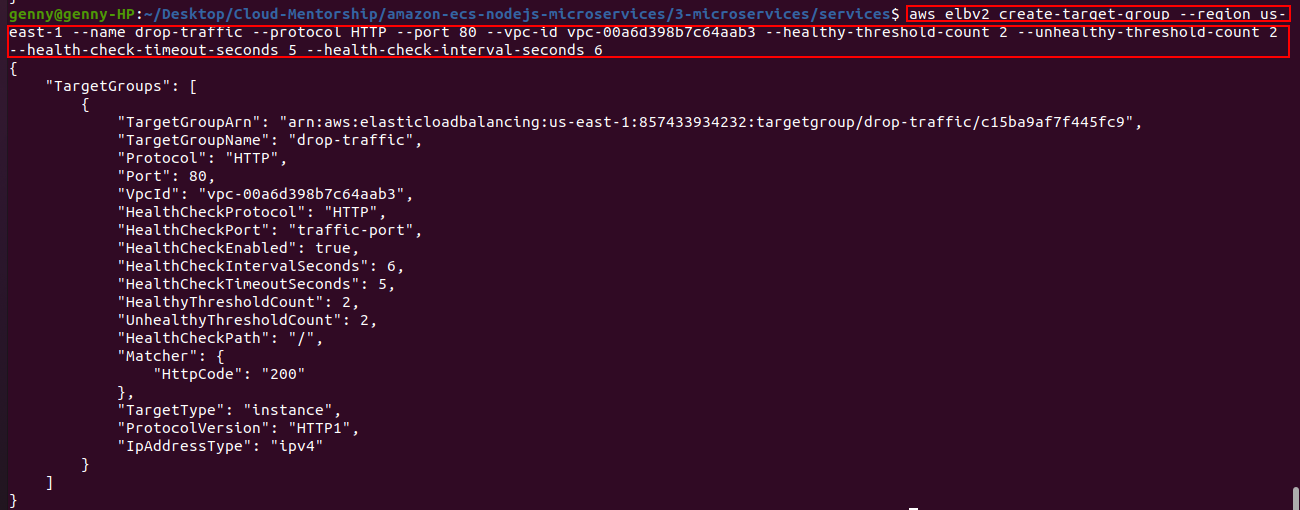 genny@genny-HP:~/Desktop/Cloud-Mentorship/amazon-ecs-nodejs-microservices/3-microservices/services$ aws elbv2 create-target-group --region us-
east-1 --name drop-traffic --protocol HTTP --port 80 --vpc-id vpc-00a6d398b7c64aab3 --healthy-threshold-count 2 --unhealthy-threshold-count 2
--health-check-timeout-seconds 5 --health-check-interval-seconds 6
{
    "TargetGroups": [
        {
            "TargetGroupArn": "arn:aws:elasticloadbalancing:us-east-1:857433934232:targetgroup/drop-traffic/c15ba9af7f445fc9",
            "TargetGroupName": "drop-traffic",
            "Protocol": "HTTP",
            "Port": 80,
            "VpcId": "vpc-00a6d398b7c64aab3",
            "HealthCheckProtocol": "HTTP",
            "HealthCheckPort": "traffic-port",
            "HealthCheckEnabled": true,
            "HealthCheckIntervalSeconds": 6,
            "HealthCheckTimeoutSeconds": 5,
            "HealthyThresholdCount": 2,
            "UnhealthyThresholdCount": 2,
            "HealthCheckPath": "/",
            "Matcher": {
                "HttpCode": "200"
            },
            "TargetType": "instance",
            "ProtocolVersion": "HTTP1",
            "IpAddressType": "ipv4"
        }
    ]
}